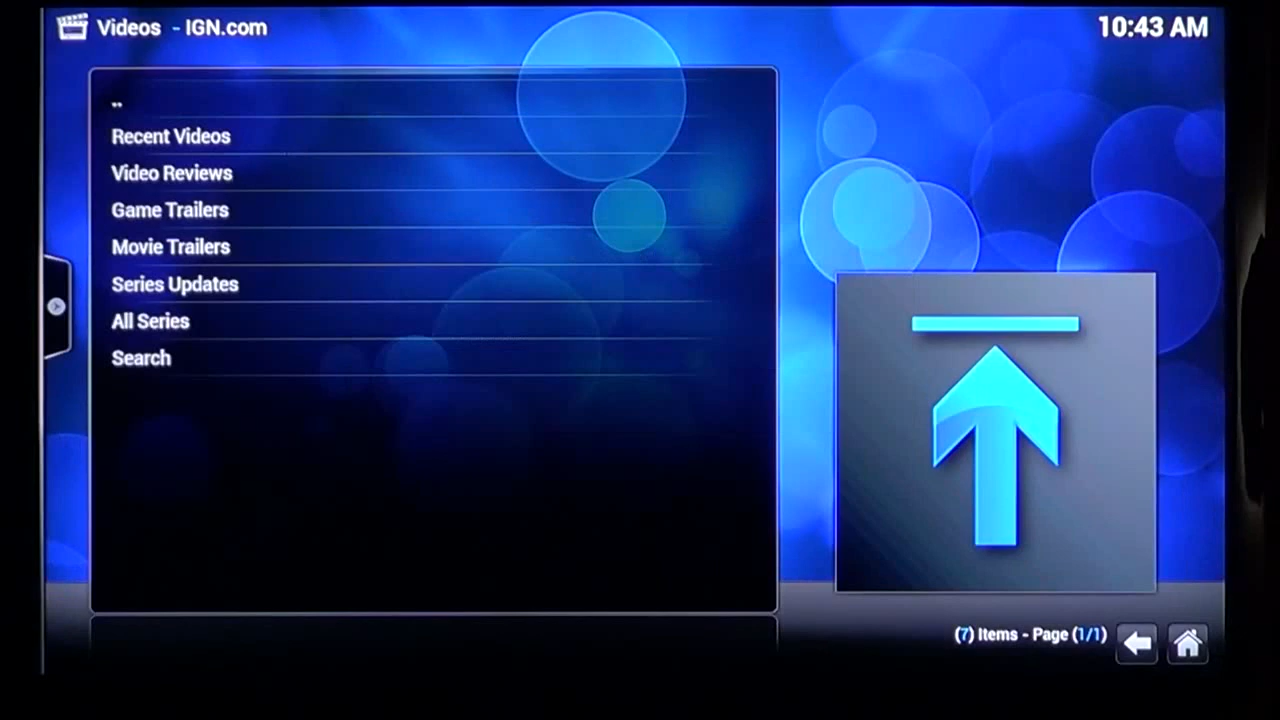 Videos - IGN.com
10:43 AM
..
Recent Videos
Video Reviews
Game Trailers
Movie Trailers
Series Updates
All Series
Search
(7) Items - Page (1/1)